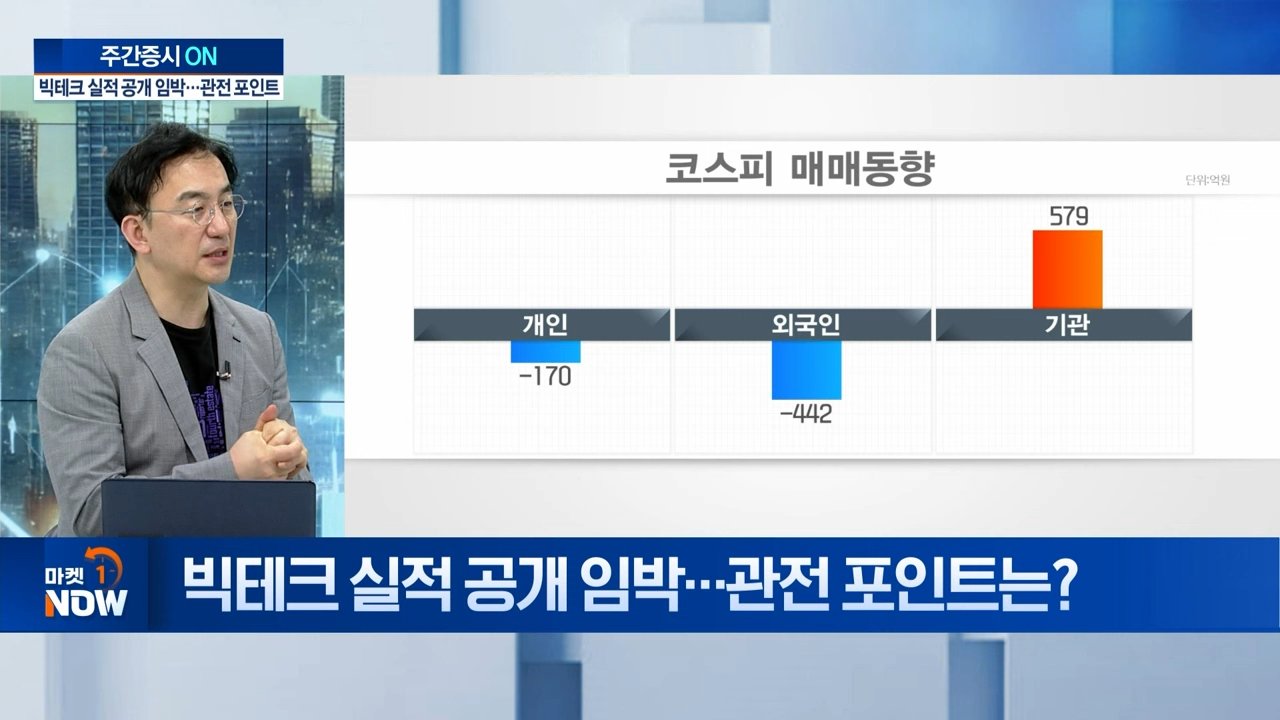 주간증시 ON
빅테크 실적 공개 임박…관전 포인트
코스피 매매동향
단위:억원
579
개인
외국인
기관
-170
-442
fourth estate
마켓 1
NOW
빅테크 실적 공개 임박…관전 포인트는?